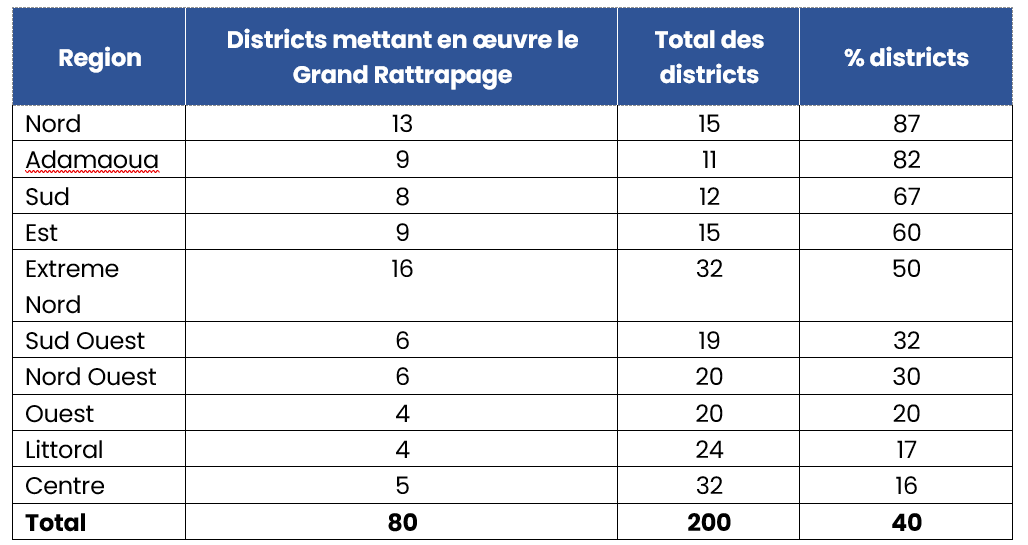 Region | Districts mettant en œuvre le Grand Rattrapage | Total des districts | % districts
Nord 13 15 87
Adamaoua 9 11 82
Sud 8 12 67
Est 9 15 60
Extreme Nord 16 32 50
Sud Ouest 6 19 32
Nord Ouest 6 20 30
Ouest 4 20 20
Littoral 4 24 17
Centre 5 32 16
Total 80 200 40